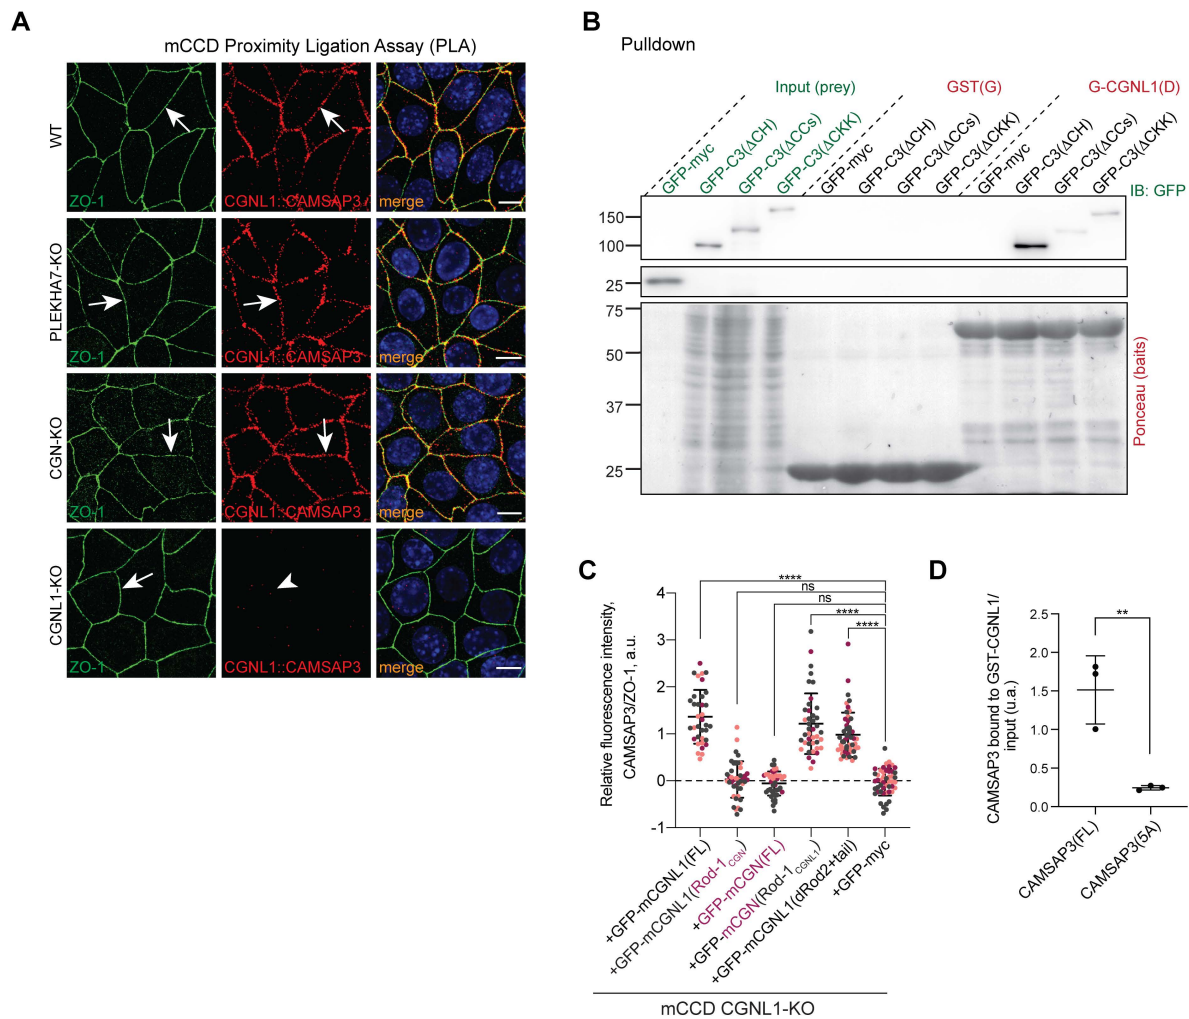 A
mCCD Proximity Ligation Assay (PLA)
WT
ZO-1
CGNL1::CAMSAP3
merge
PLEKHA7-KO
ZO-1
CGNL1::CAMSAP3
merge
CGN-KO
ZO-1
CGNL1::CAMSAP3
merge
CGNL1-KO
ZO-1
CGNL1::CAMSAP3
merge
B
Pulldown
Input (prey)
GST(G)
G-CGNL1(D)
GFP-myc
GFP-C3(ΔCH)
GFP-C3(ΔCCs)
GFP-C3(ΔCKK)
GFP-myc
GFP-C3(ΔCH)
GFP-C3(ΔCCs)
GFP-C3(ΔCKK)
GFP-myc
GFP-C3(ΔCH)
GFP-C3(ΔCCs)
GFP-C3(ΔCKK)
IB: GFP
150
100
25
75
50
37
25
Ponceau (baits)
C
Relative fluorescence intensity,
CAMSAP3/ZO-1, a.u.
4
3
2
1
0
-1
****
ns
ns
****
****
+GFP-mCGNL1(FL)
+GFP-mCGNL1(Rod-1CGN)
+GFP-mCGN(FL)
+GFP-mCGN(Rod-1CGNL1)
+GFP-mCGNL1(dRod2+tail)
+GFP-myc
mCCD CGNL1-KO
D
CAMSAP3 bound to GST-CGNL1/
input (u.a.)
2.5
2.0
1.5
1.0
0.5
0.0
**
CAMSAP3(FL)
CAMSAP3(5A)